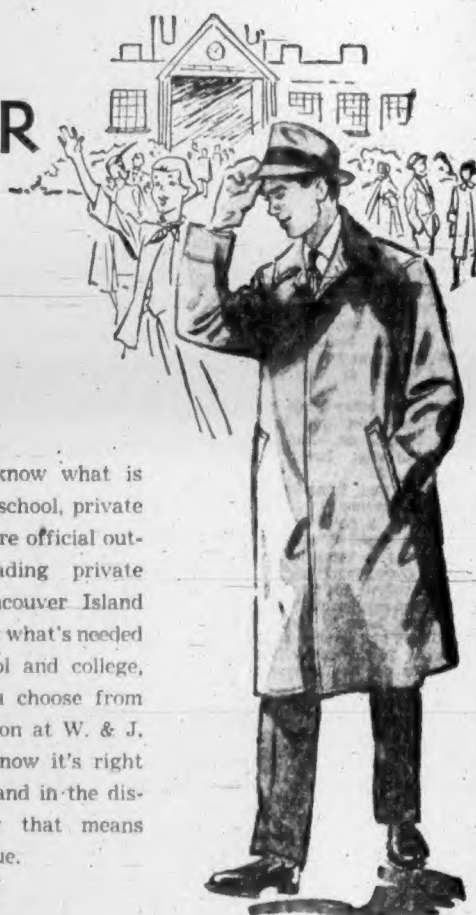 R
know what is
school, private
re official out-
ading private
ncouver Island
what's needed
ol and college,
u choose from
on at W. & J.
now it's right
and in the dis-
that means
ue.